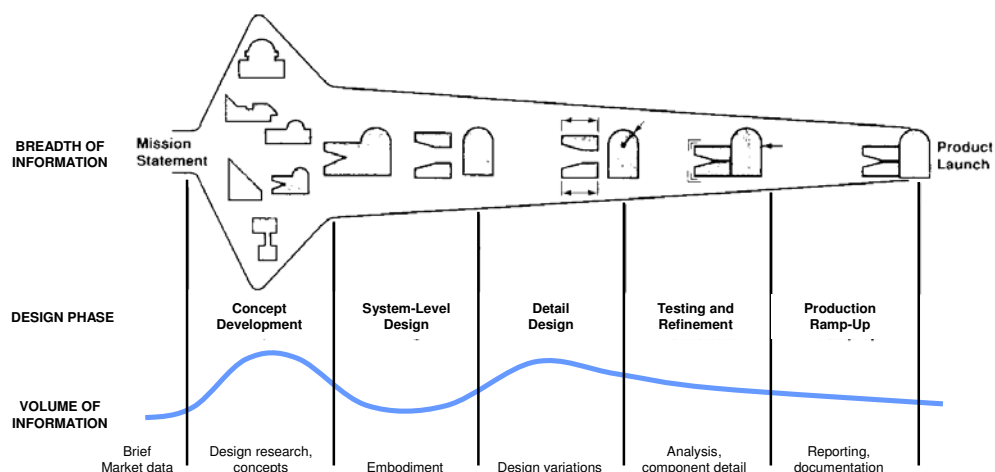 BREADTH OF
INFORMATION
Mission
Statement
Product
Launch
DESIGN PHASE
Concept
Development
System-Level
Design
Detail
Design
Testing and
Refinement
Production
Ramp-Up
VOLUME OF
INFORMATION
Brief
Market data
Design research,
concepts
Embodiment
Design variations
Analysis,
component detail
Reporting,
documentation